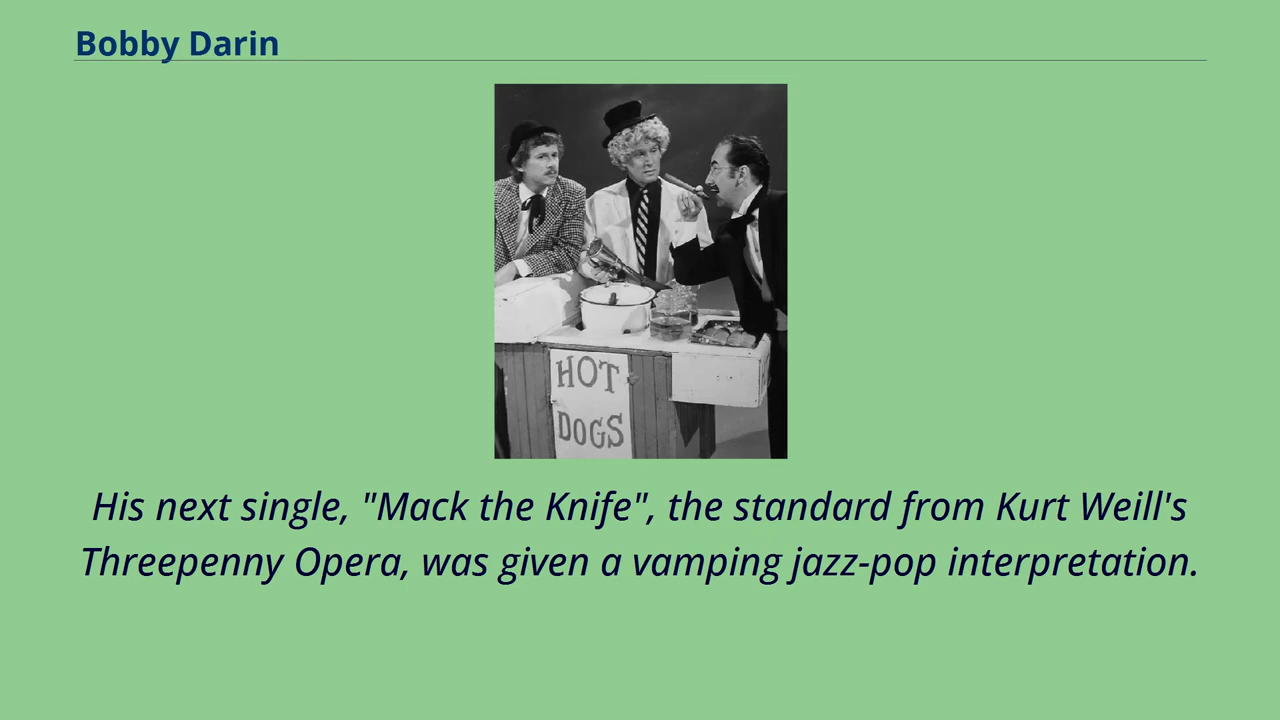 Bobby Darin
HOT
DOGS
His next single, "Mack the Knife", the standard from Kurt Weill's
Threepenny Opera, was given a vamping jazz-pop interpretation.